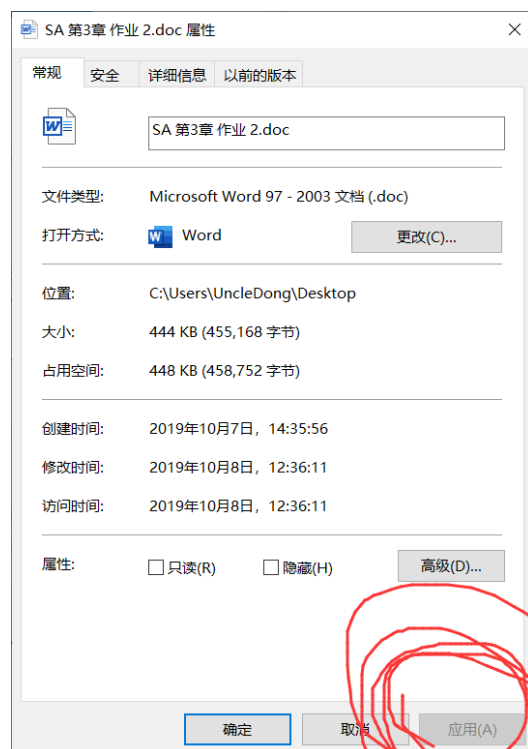 SA 第3章 作业 2.doc 属性
常规 安全 详细信息 以前的版本
SA 第3章 作业 2.doc
文件类型: Microsoft Word 97 - 2003 文档 (.doc)
打开方式: Word 更改(C)...
位置: C:\Users\UncleDong\Desktop
大小: 444 KB (455,168 字节)
占用空间: 448 KB (458,752 字节)
创建时间: 2019年10月7日，14:35:56
修改时间: 2019年10月8日，12:36:11
访问时间: 2019年10月8日，12:36:11
属性: 只读(R) 隐藏(H) 高级(D)...
确定 取消 应用(A)